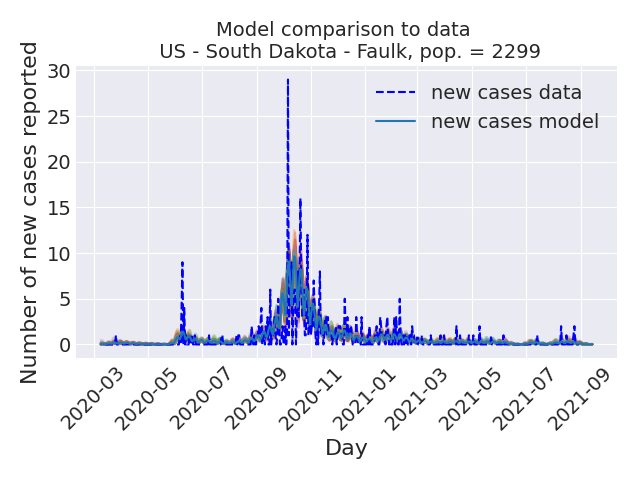 Model comparison to data
US - South Dakota - Faulk, pop. = 2299
Number of new cases reported
30
25
20
15
10
5
0
new cases data
new cases model
2020-03
2020-05
2020-07
2020-09
2020-11
2021-01
2021-03
2021-05
2021-07
2021-09
Day